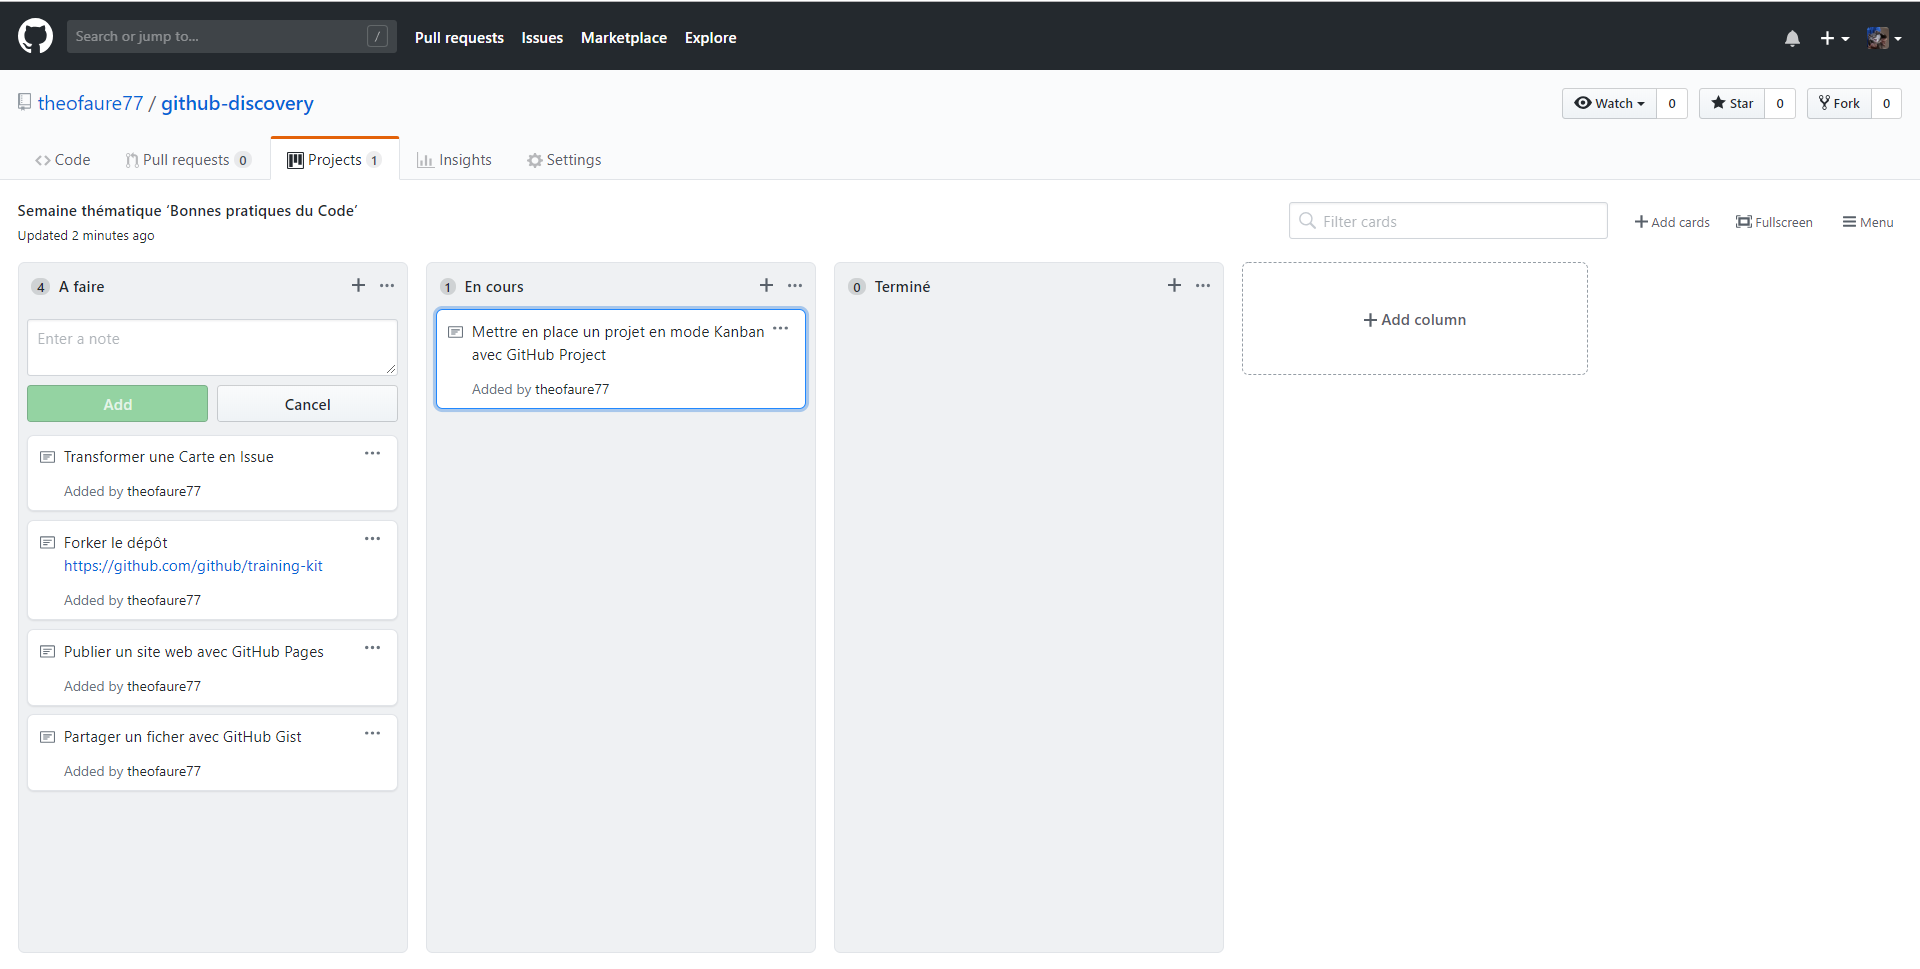 Search or jump to... /
Pull requests Issues Marketplace Explore
theofaure77 / github-discovery
Watch 0 Star 0 Fork 0
Code Pull requests 0 Projects 1 Insights Settings
Semaine thématique ‘Bonnes pratiques du Code’
Updated 2 minutes ago
Filter cards
Add cards Fullscreen Menu
4 A faire
Enter a note
Add Cancel
Transformer une Carte en Issue
Added by theofaure77
Forker le dépôt
https://github.com/github/training-kit
Added by theofaure77
Publier un site web avec GitHub Pages
Added by theofaure77
Partager un ficher avec GitHub Gist
Added by theofaure77
1 En cours
Mettre en place un projet en mode Kanban
avec GitHub Project
Added by theofaure77
0 Terminé
Add column